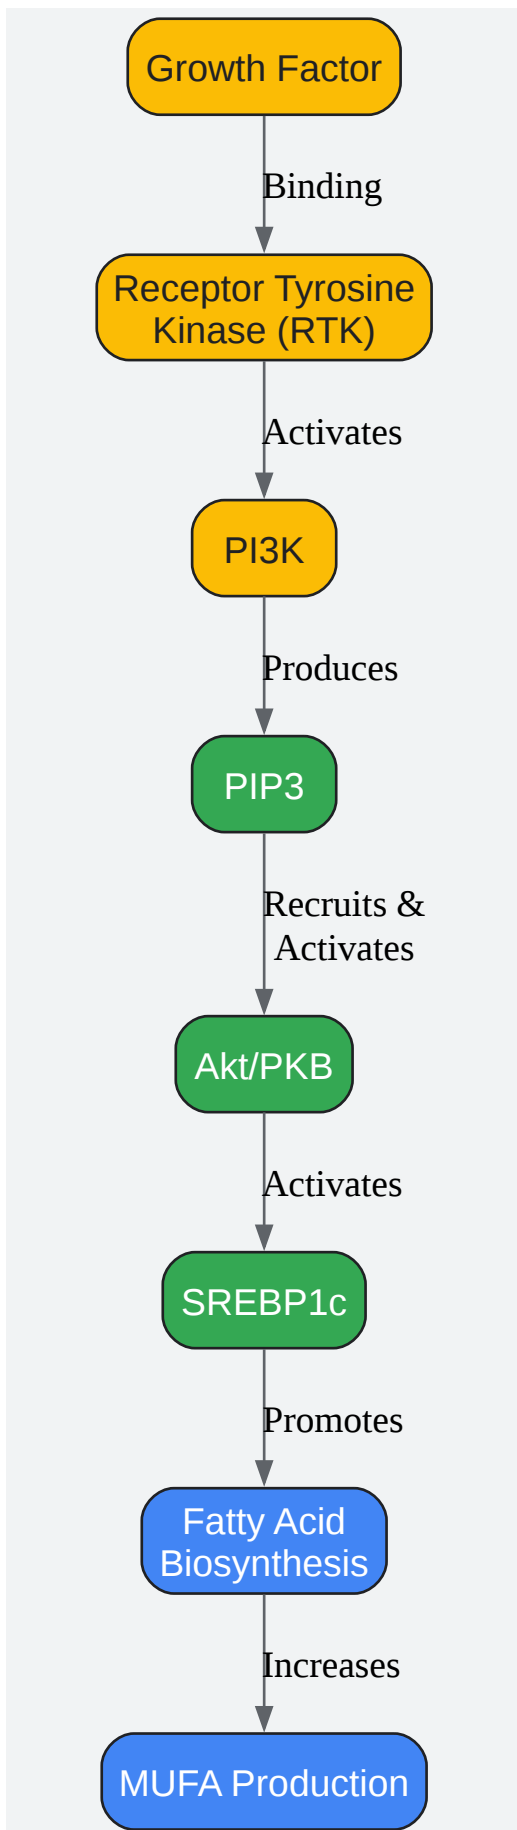 Growth Factor
Binding
Receptor Tyrosine
Kinase (RTK)
Activates
PI3K
Produces
PIP3
Recruits &
Activates
Akt/PKB
Activates
SREBP1c
Promotes
Fatty Acid
Biosynthesis
Increases
MUFA Production